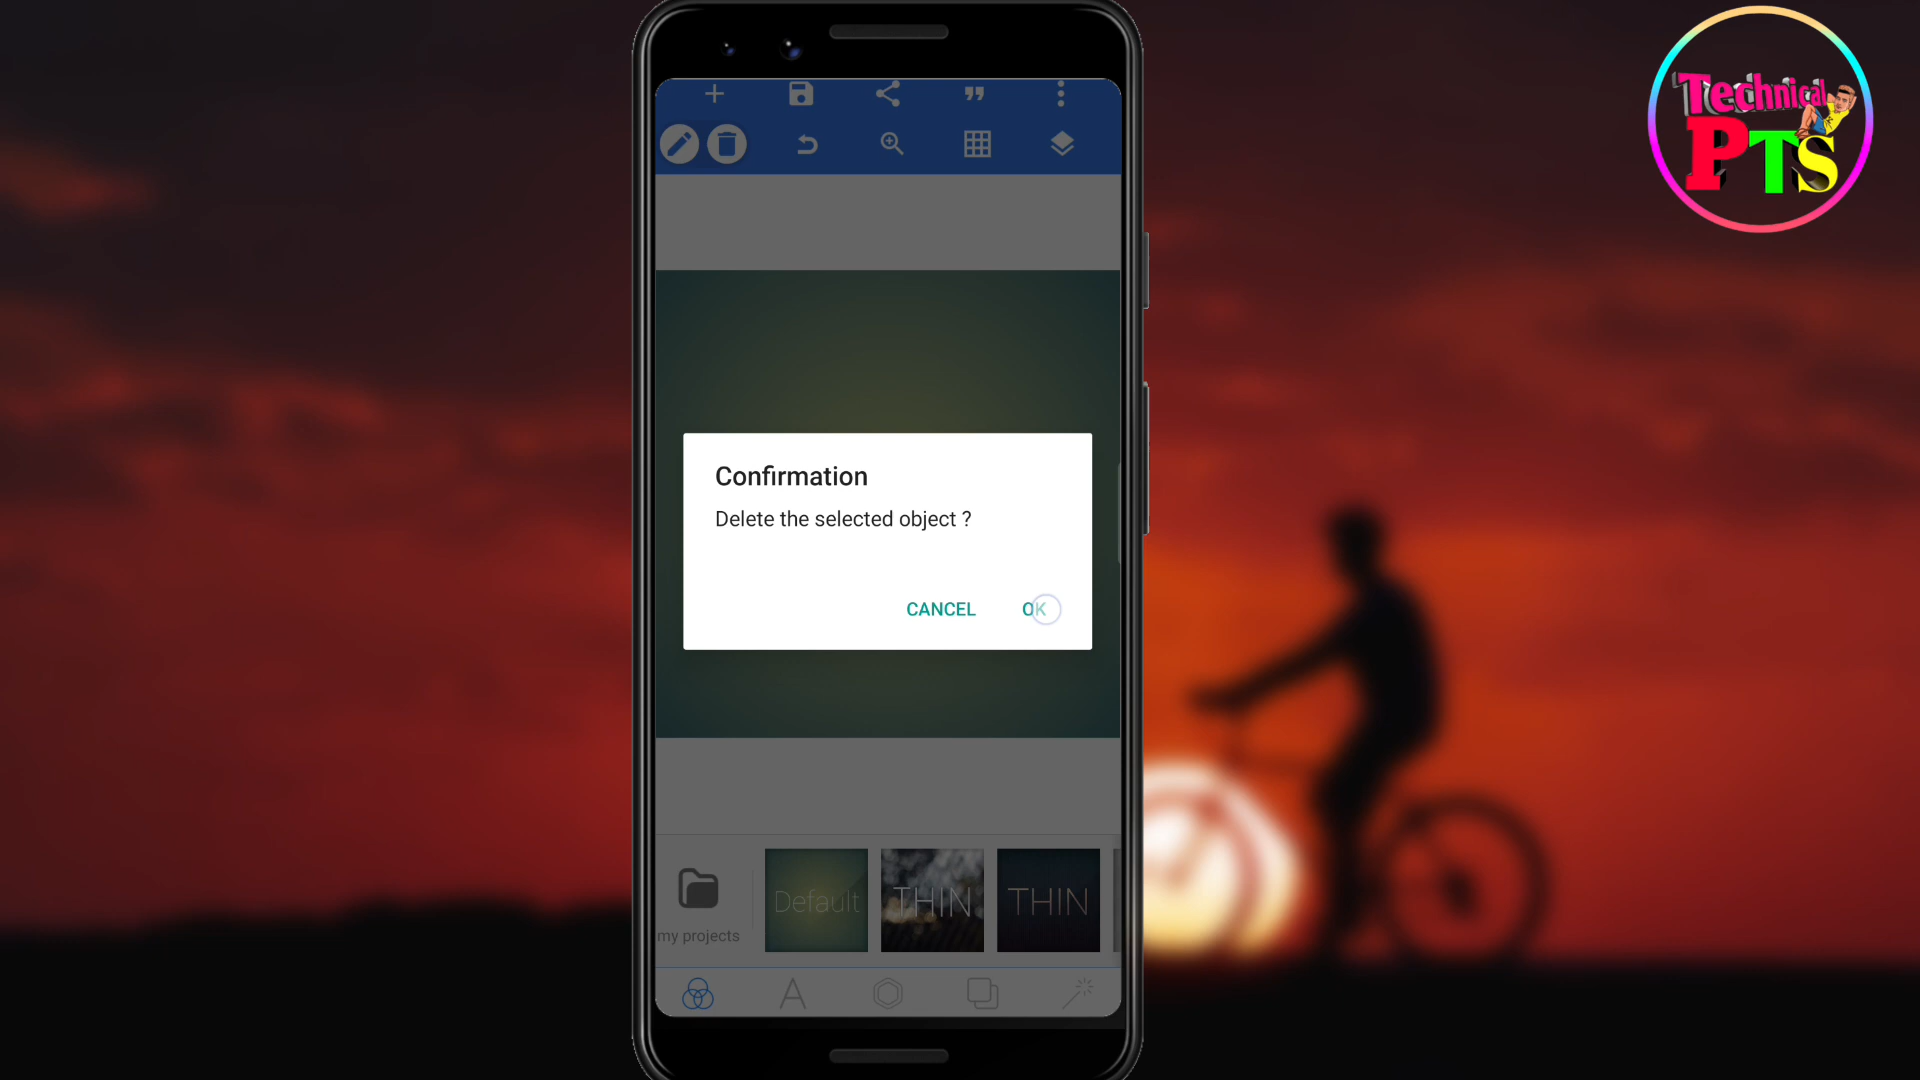 Technical
PTS
Confirmation
Delete the selected object ?
CANCEL
OK
Default
THIN
THIN
my projects